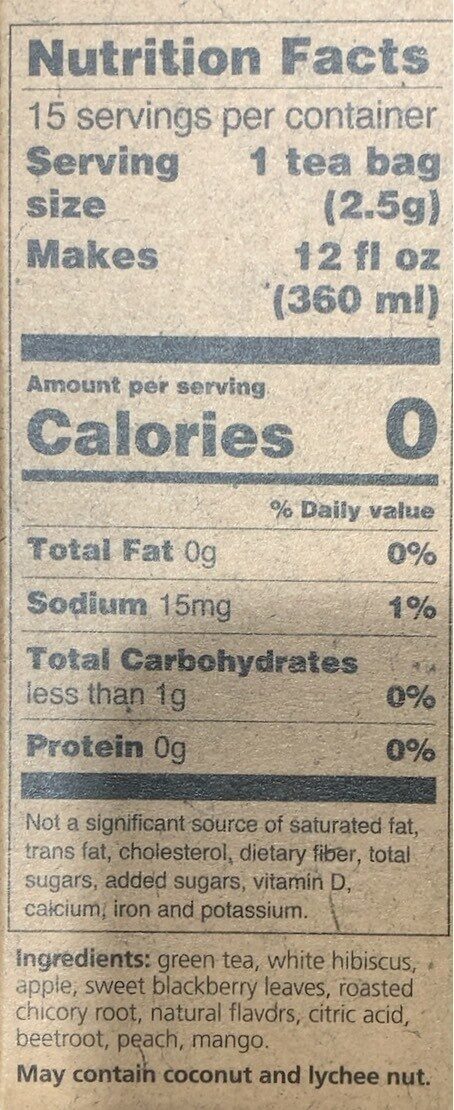 Nutrition Facts
15 servings per container
Serving size 1 tea bag (2.5g)
Makes 12 fl oz (360 ml)
Amount per serving
Calories 0
% Daily value
Total Fat 0g 0%
Sodium 15mg 1%
Total Carbohydrates
less than 1g 0%
Protein 0g 0%
Not a significant source of saturated fat,
trans fat, cholesterol, dietary fiber, total
sugars, added sugars, vitamin D,
calcium, iron and potassium.
Ingredients: green tea, white hibiscus,
apple, sweet blackberry leaves, roasted
chicory root, natural flavors, citric acid,
beetroot, peach, mango.
May contain coconut and lychee nut.